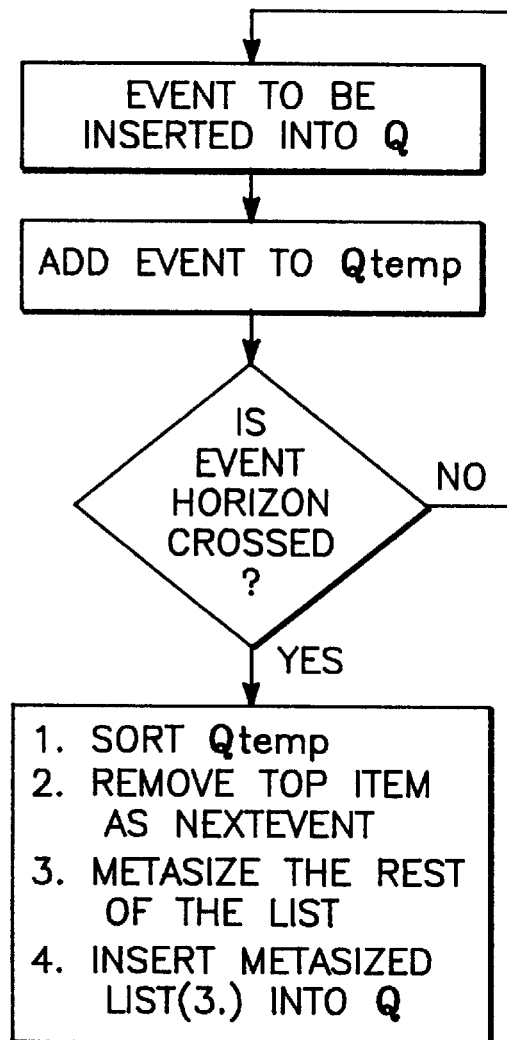 EVENT TO BE
INSERTED INTO Q
ADD EVENT TO Qtemp
IS
EVENT
HORIZON
CROSSED
?
NO
YES
1. SORT Qtemp
2. REMOVE TOP ITEM
AS NEXTEVENT
3. METASIZE THE REST
OF THE LIST
4. INSERT METASIZED
LIST(3.) INTO Q